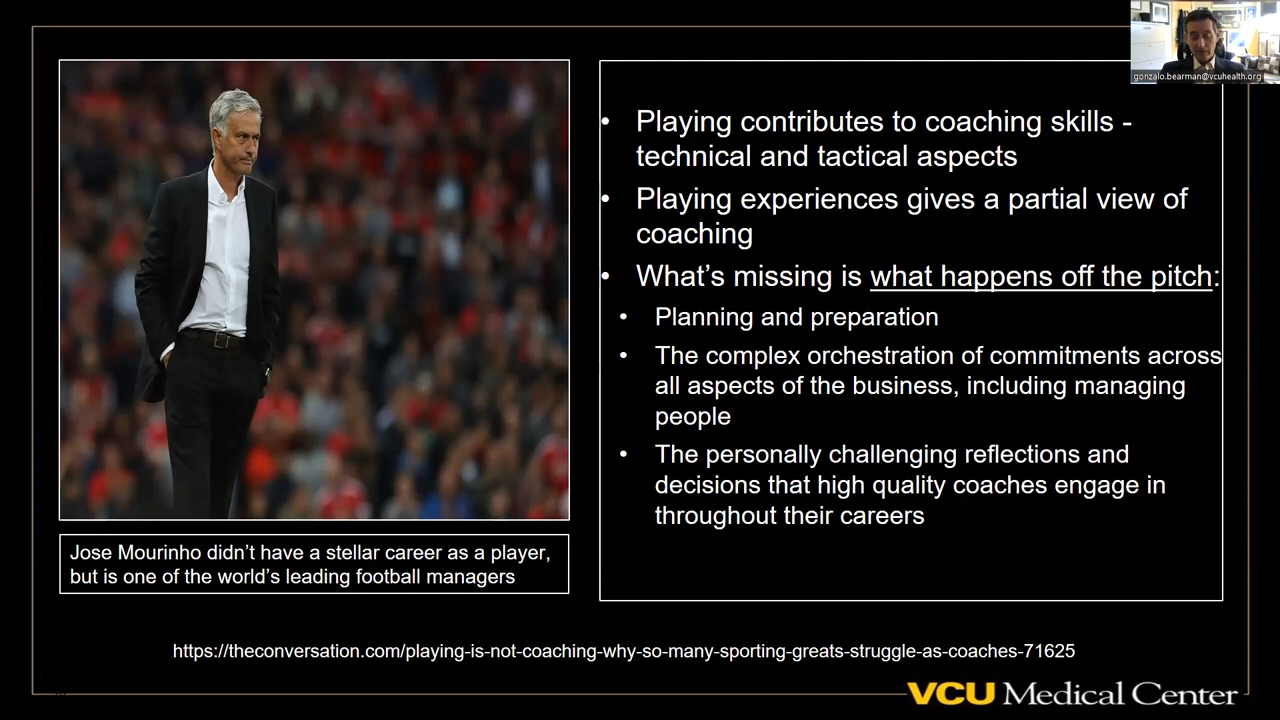 gonzalo.bearman@vcuhealth.org
• Playing contributes to coaching skills -
technical and tactical aspects
• Playing experiences gives a partial view of
coaching
• What’s missing is what happens off the pitch:
• Planning and preparation
• The complex orchestration of commitments across
all aspects of the business, including managing
people
• The personally challenging reflections and
decisions that high quality coaches engage in
throughout their careers
Jose Mourinho didn’t have a stellar career as a player,
but is one of the world’s leading football managers
https://theconversation.com/playing-is-not-coaching-why-so-many-sporting-greats-struggle-as-coaches-71625
VCU Medical Center